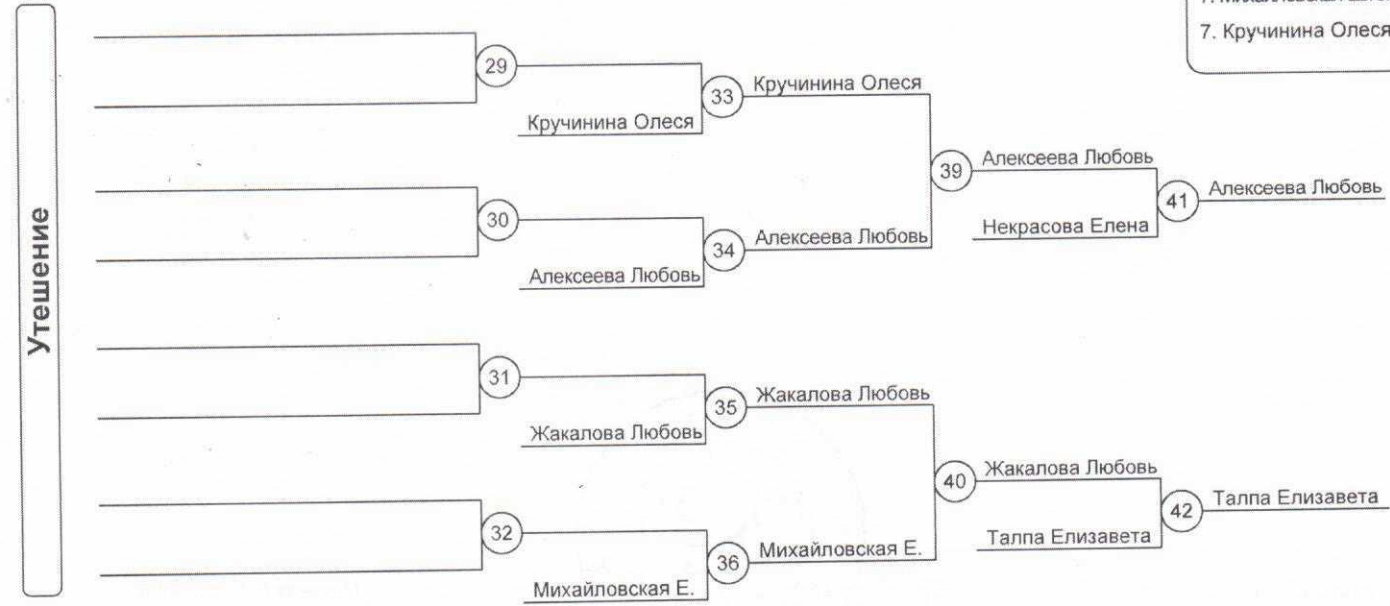 7. Кручинина Олеся
Утешение
29
33
Кручинина Олеся
Кручинина Олеся
39
Алексеева Любовь
30
34
Алексеева Любовь
Алексеева Любовь
41
Алексеева Любовь
Некрасова Елена
31
35
Жакалова Любовь
Жакалова Любовь
40
Жакалова Любовь
32
36
Михайловская Е.
Михайловская Е.
42
Талпа Елизавета
Талпа Елизавета